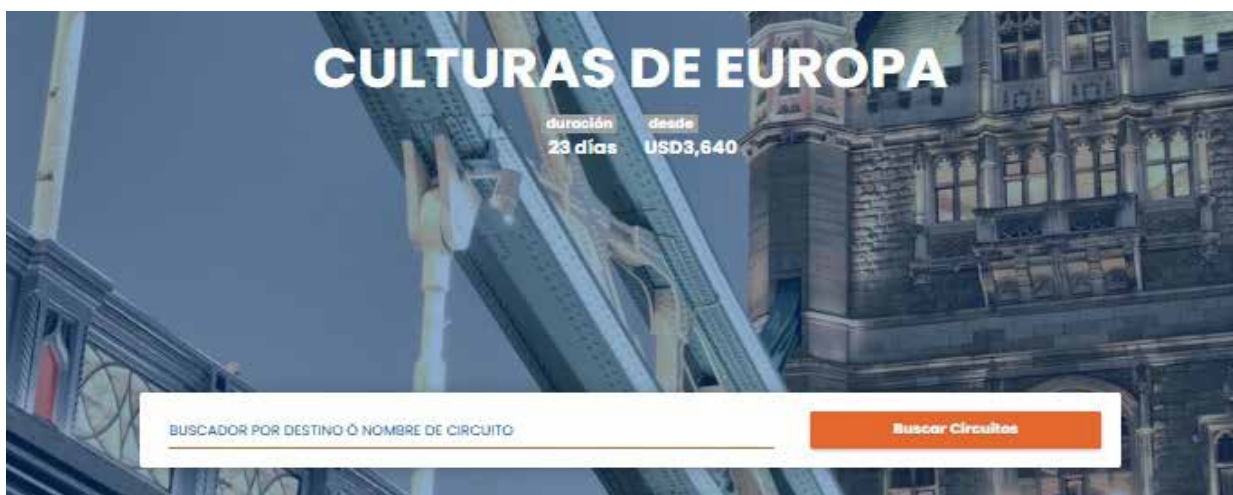 CULTURAS DE EUROPA
duración desde
23 días USD3,640
BUSCADOR POR DESTINO Ó NOMBRE DE CIRCUITO
Buscar Circuitos